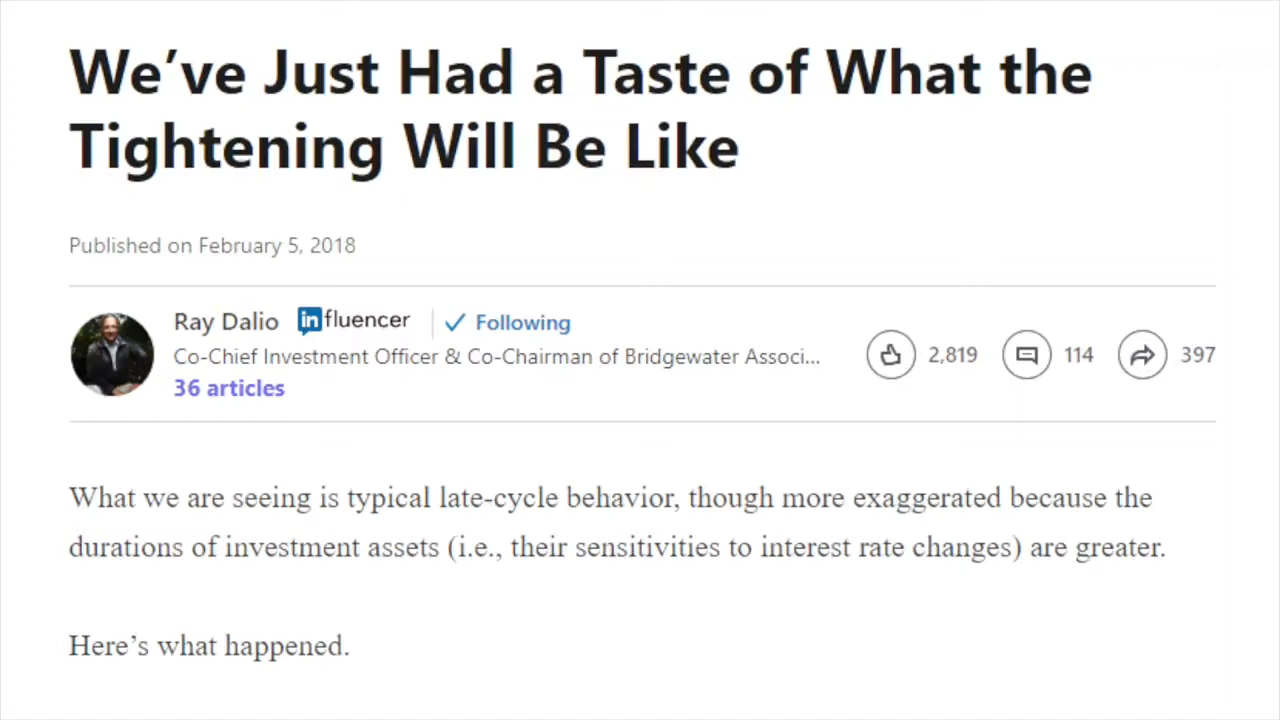 We’ve Just Had a Taste of What the
Tightening Will Be Like
Published on February 5, 2018
Ray Dalio influencer Following
Co-Chief Investment Officer & Co-Chairman of Bridgewater Associ...
36 articles
2,819 114 397
What we are seeing is typical late-cycle behavior, though more exaggerated because the
durations of investment assets (i.e., their sensitivities to interest rate changes) are greater.
Here’s what happened.